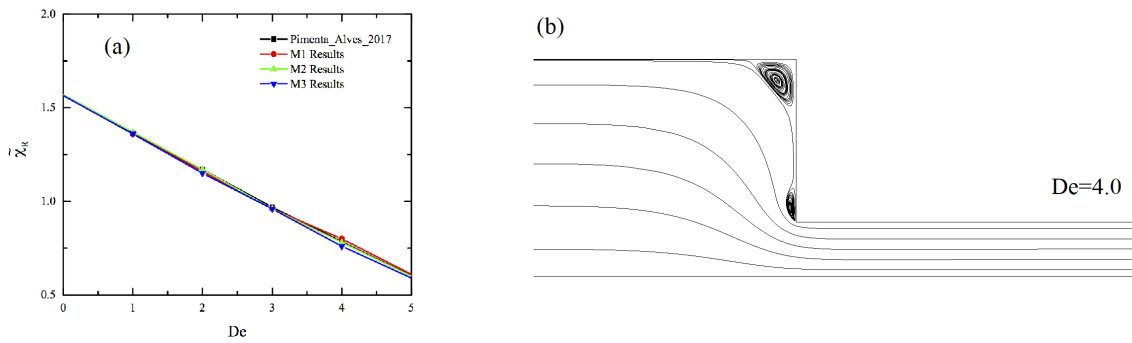 (a)
Pimenta_Alves_2017
M1 Results
M2 Results
M3 Results
2.0
1.5
1.0
0.5
χ̃R
0 1 2 3 4 5
De
(b)
De=4.0